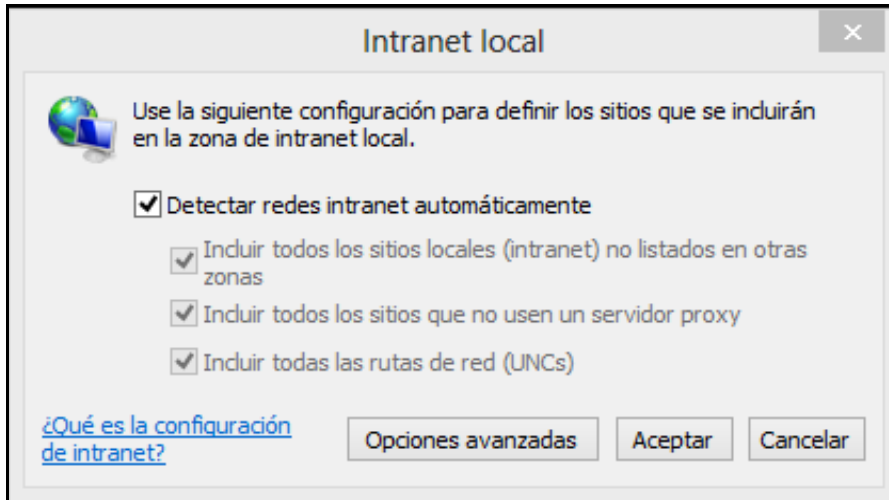 Intranet local
Use la siguiente configuración para definir los sitios que se incluirán
en la zona de intranet local.
Detectar redes intranet automáticamente
Incluir todos los sitios locales (intranet) no listados en otras
zonas
Incluir todos los sitios que no usen un servidor proxy
Incluir todas las rutas de red (UNCs)
¿Qué es la configuración
de intranet?
Opciones avanzadas
Aceptar
Cancelar